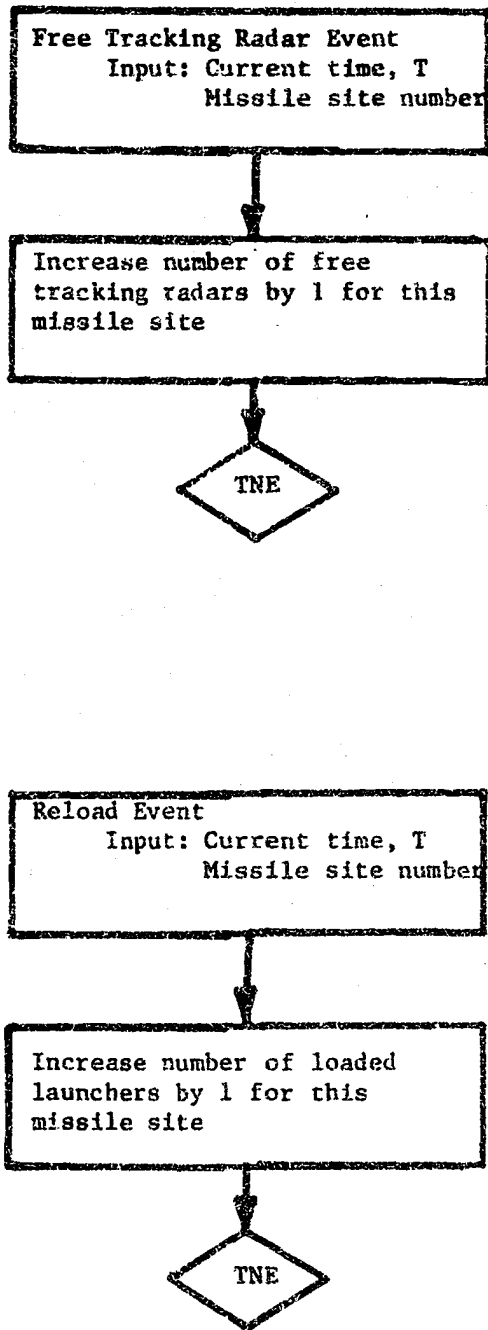 Free Tracking Radar Event
Input: Current time, T
Missile site number
Increase number of free
tracking radars by 1 for this
missile site
TNE
Reload Event
Input: Current time, T
Missile site number
Increase number of loaded
launchers by 1 for this
missile site
TNE